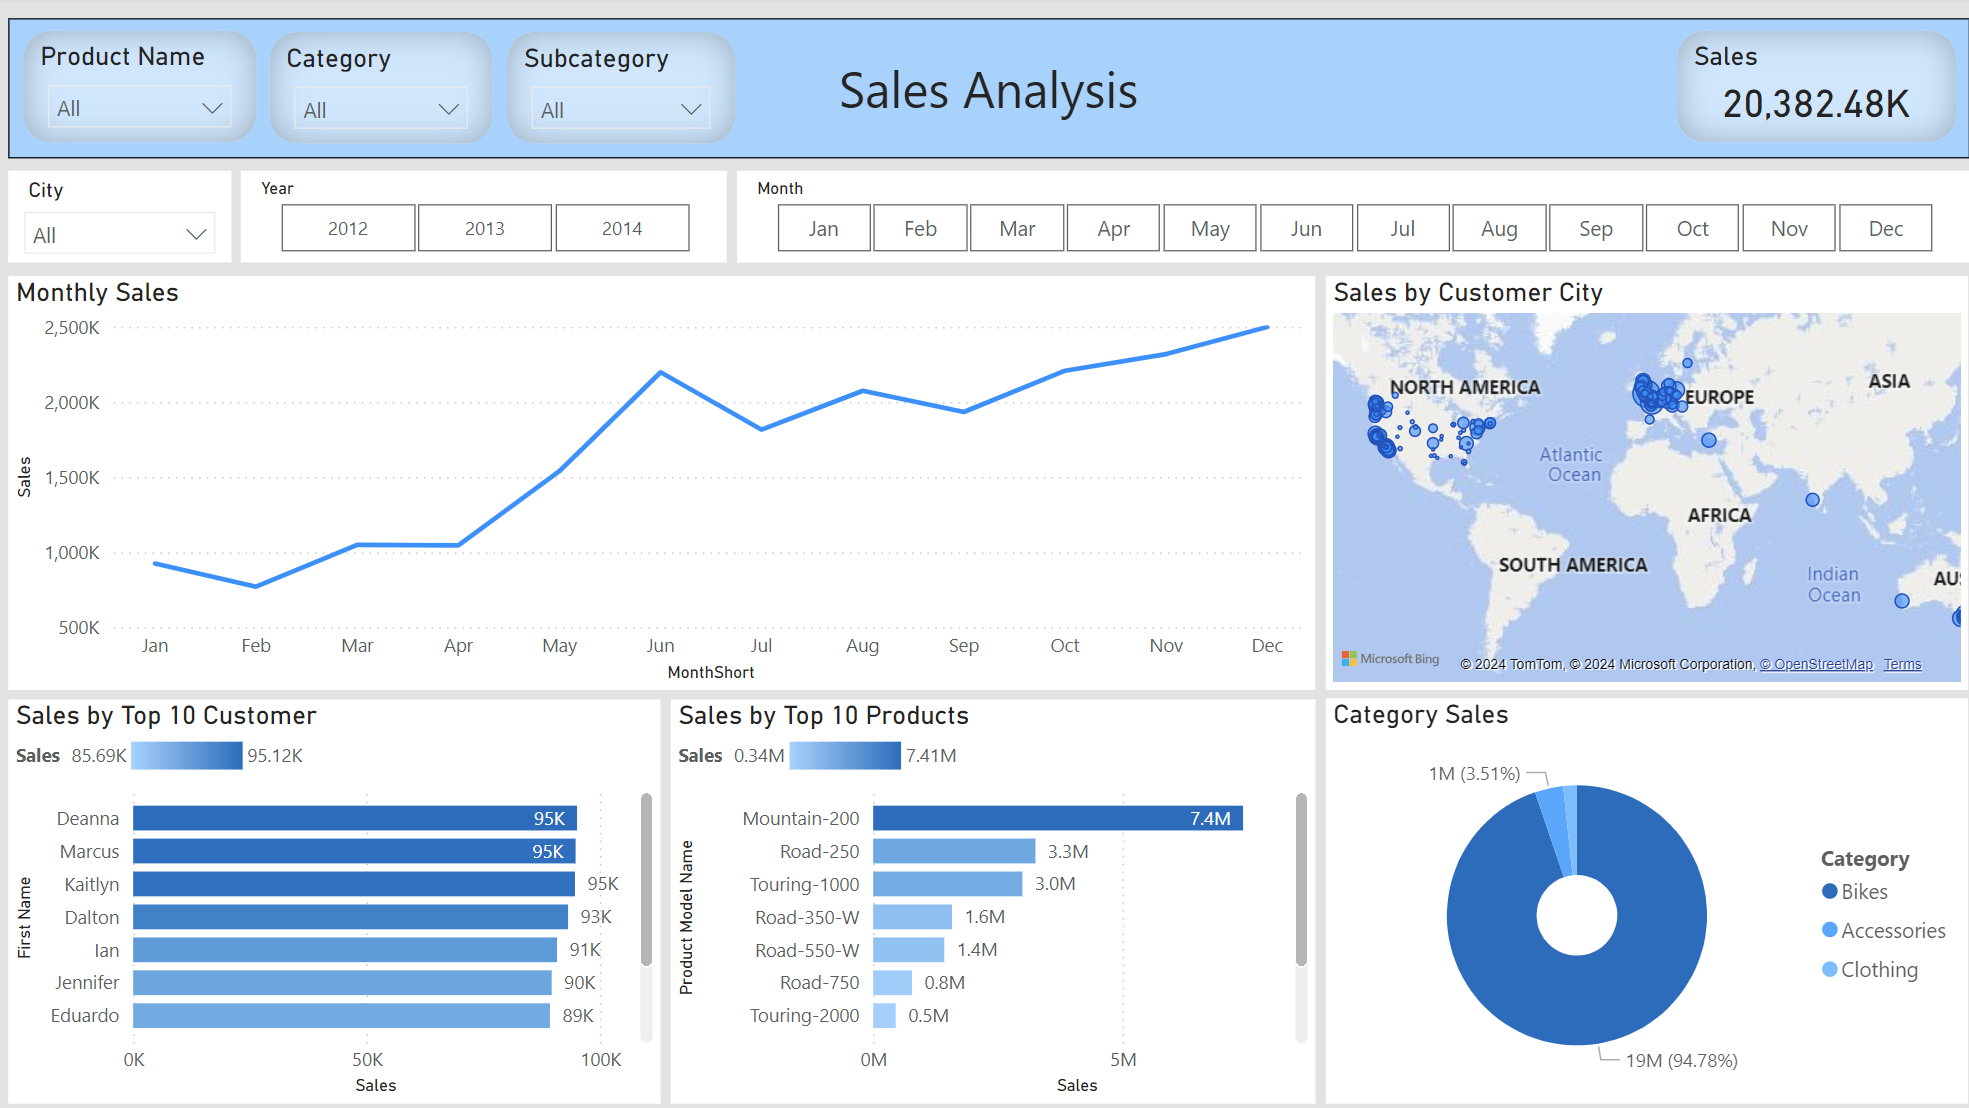 Product Name
All
Category
All
Subcategory
All
Sales Analysis
Sales
20,382.48K
City
All
Year
2012 2013 2014
Month
Jan Feb Mar Apr May Jun Jul Aug Sep Oct Nov Dec
Monthly Sales
2,500K
2,000K
1,500K
1,000K
500K
Sales
Jan Feb Mar Apr May Jun Jul Aug Sep Oct Nov Dec
MonthShort
Sales by Customer City
NORTH AMERICA
EUROPE
ASIA
Atlantic
Ocean
AFRICA
SOUTH AMERICA
Indian
Ocean
AU
Microsoft Bing
© 2024 TomTom, © 2024 Microsoft Corporation, © OpenStreetMap Terms
Sales by Top 10 Customer
Sales 85.69K 95.12K
First Name
Deanna 95K
Marcus 95K
Kaitlyn 95K
Dalton 93K
Ian 91K
Jennifer 90K
Eduardo 89K
0K 50K 100K
Sales
Sales by Top 10 Products
Sales 0.34M 7.41M
Product Model Name
Mountain-200 7.4M
Road-250 3.3M
Touring-1000 3.0M
Road-350-W 1.6M
Road-550-W 1.4M
Road-750 0.8M
Touring-2000 0.5M
0M 5M
Sales
Category Sales
1M (3.51%)
19M (94.78%)
Category
Bikes
Accessories
Clothing